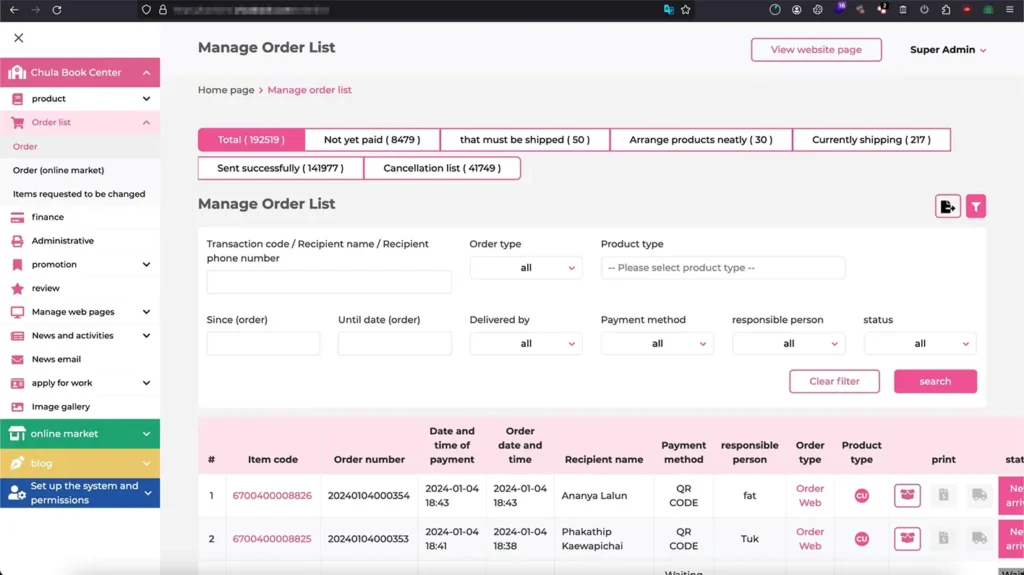 Manage Order List
View website page
Super Admin
Chula Book Center
product
Order list
Order
Order (online market)
Items requested to be changed
finance
Administrative
promotion
review
Manage web pages
News and activities
News email
apply for work
Image gallery
online market
blog
Set up the system and
permissions
Home page > Manage order list
Total ( 192519 )
Not yet paid ( 8479 )
that must be shipped ( 50 )
Arrange products neatly ( 30 )
Currently shipping ( 217 )
Sent successfully ( 141977 )
Cancellation list ( 41749 )
Manage Order List
Transaction code / Recipient name / Recipient
phone number
Order type
all
Product type
-- Please select product type --
Since (order)
Until date (order)
Delivered by
all
Payment method
all
responsible person
all
status
all
Clear filter
search
#
Item code
Order number
Date and
time of
payment
Order
date and
time
Recipient name
Payment
method
responsible
person
Order
type
Product
type
print
stat
1
6700400008826
20240104000354
2024-01-04
18:43
2024-01-04
18:43
Ananya Lalun
QR
CODE
fat
Order
Web
CU
Ne
arriv
2
6700400008825
20240104000353
2024-01-04
18:41
2024-01-04
18:38
Phakathip
Kaewapichai
QR
CODE
Tuk
Order
Web
CU
Ne
arriv
Waiting